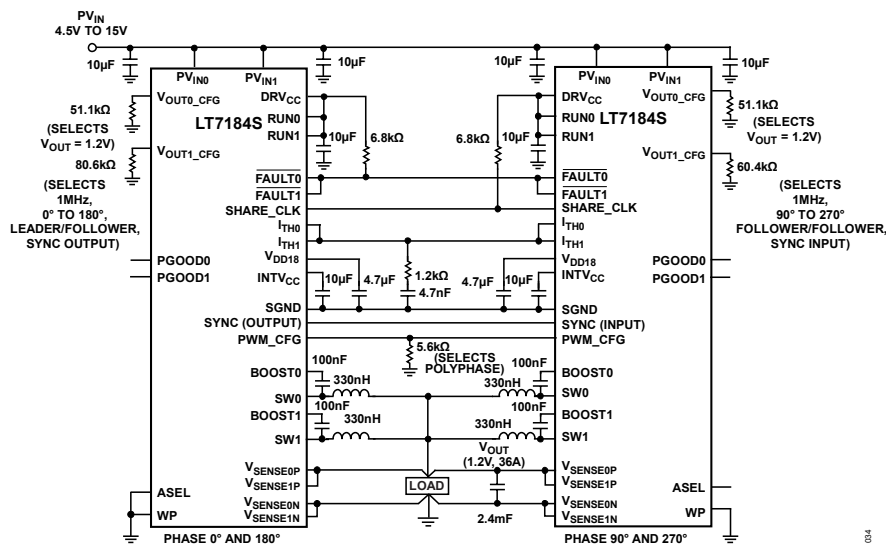 PVIN
4.5V TO 15V
10µF
PVIN0
PVIN1
10µF
10µF
PVIN0
PVIN1
10µF
VOUT0_CFG
51.1kΩ
(SELECTS
VOUT = 1.2V)
80.6kΩ
VOUT1_CFG
(SELECTS
1MHz,
0° TO 180°,
LEADER/FOLLOWER,
SYNC OUTPUT)
PGOOD0
PGOOD1
LT7184S
DRVCC
RUN0
RUN1
10µF
6.8kΩ
FAULT0
FAULT1
SHARE_CLK
ITH0
ITH1
VDD18
INTVCC
10µF
4.7µF
1.2kΩ
4.7nF
SGND
SYNC (OUTPUT)
PWM_CFG
5.6kΩ
(SELECTS
POLYPHASE)
100nF
BOOST0
330nH
SW0
100nF
BOOST1
330nH
SW1
VSENSE0P
VSENSE1P
VSENSE0N
VSENSE1N
ASEL
WP
PHASE 0° AND 180°
LOAD
VOUT
(1.2V, 36A)
2.4mF
6.8kΩ
10µF
DRVCC
RUN0
RUN1
LT7184S
VOUT0_CFG
51.1kΩ
(SELECTS
VOUT = 1.2V)
VOUT1_CFG
60.4kΩ
(SELECTS
1MHz,
90° TO 270°
FOLLOWER/FOLLOWER,
SYNC INPUT)
FAULT0
FAULT1
SHARE_CLK
ITH0
ITH1
VDD18
INTVCC
4.7µF
10µF
PGOOD0
PGOOD1
SGND
SYNC (INPUT)
PWM_CFG
100nF
BOOST0
330nH
SW0
100nF
BOOST1
330nH
SW1
VSENSE0P
VSENSE1P
VSENSE0N
VSENSE1N
ASEL
WP
PHASE 90° AND 270°
034